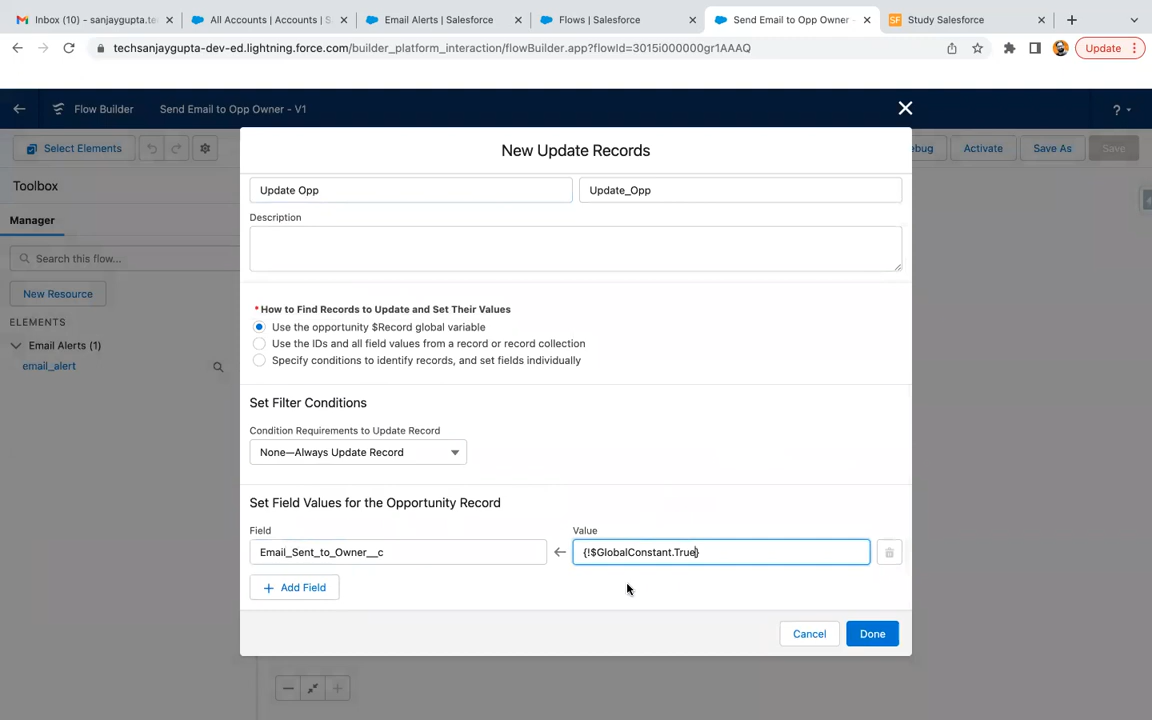 Inbox (10) - sanjaygupta.te
All Accounts | Accounts | S
Email Alerts | Salesforce
Flows | Salesforce
Send Email to Opp Owner -
SF
Study Salesforce
techsanjaygupta-dev-ed.lightning.force.com/builder_platform_interaction/flowBuilder.app?flowId=3015i000000gr1AAAQ
Update
Flow Builder
Send Email to Opp Owner - V1
?
Select Elements
bug
Activate
Save As
Save
Toolbox
Manager
Search this flow...
New Resource
ELEMENTS
Email Alerts (1)
email_alert
New Update Records
Update Opp
Update_Opp
Description
*How to Find Records to Update and Set Their Values
Use the opportunity $Record global variable
Use the IDs and all field values from a record or record collection
Specify conditions to identify records, and set fields individually
Set Filter Conditions
Condition Requirements to Update Record
None—Always Update Record
Set Field Values for the Opportunity Record
Field
Value
Email_Sent_to_Owner__c
{!$GlobalConstant.True}
+ Add Field
Cancel
Done